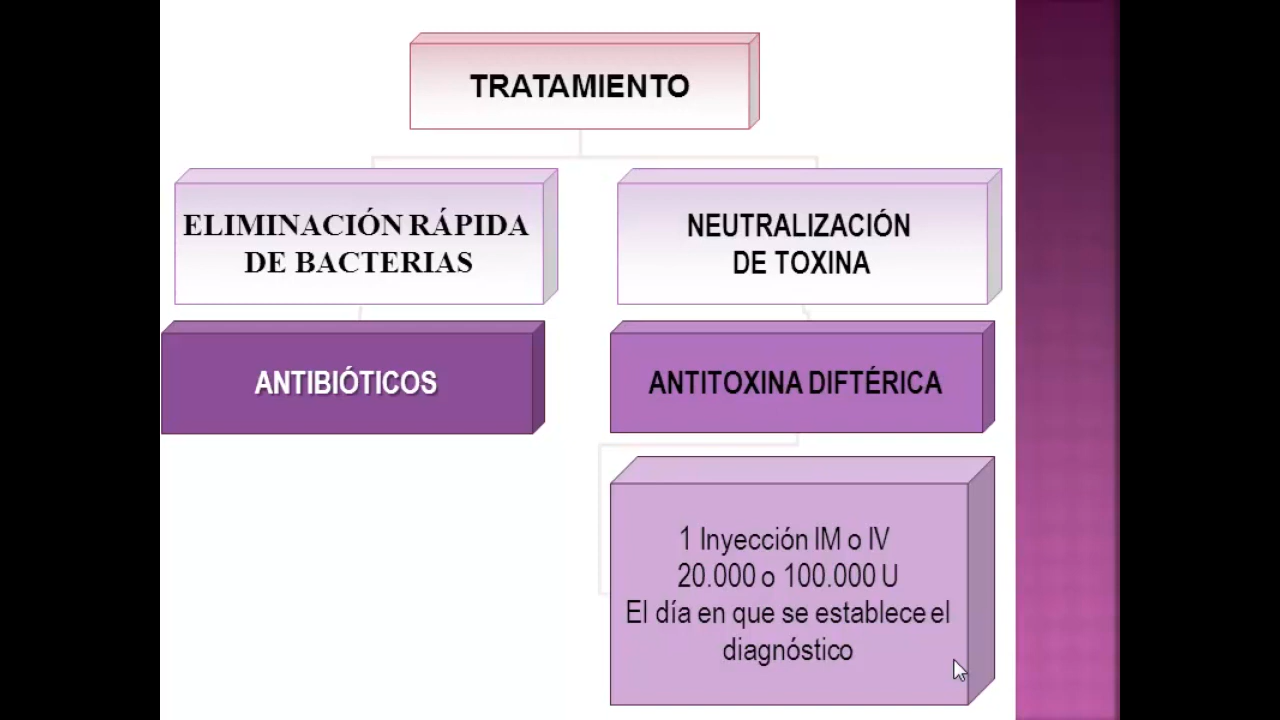 TRATAMIENTO
ELIMINACIÓN RÁPIDA
DE BACTERIAS
NEUTRALIZACIÓN
DE TOXINA
ANTIBIÓTICOS
ANTITOXINA DIFTÉRICA
1 Inyección IM o IV
20.000 o 100.000 U
El día en que se establece el
diagnóstico